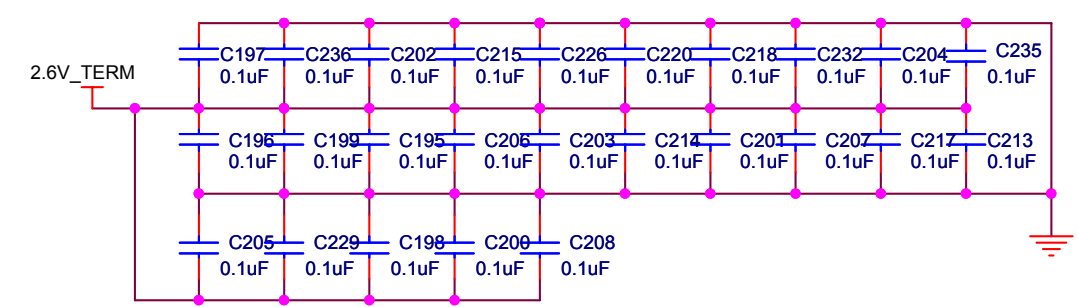 C197 C236 C202 C215 C226 C220 C218 C232 C204 C235
0.1uF 0.1uF 0.1uF 0.1uF 0.1uF 0.1uF 0.1uF 0.1uF 0.1uF 0.1uF
2.6V_TERM
C196 C199 C195 C206 C203 C214 C201 C207 C217 C213
0.1uF 0.1uF 0.1uF 0.1uF 0.1uF 0.1uF 0.1uF 0.1uF 0.1uF 0.1uF
C205 C229 C198 C200 C208
0.1uF 0.1uF 0.1uF 0.1uF 0.1uF